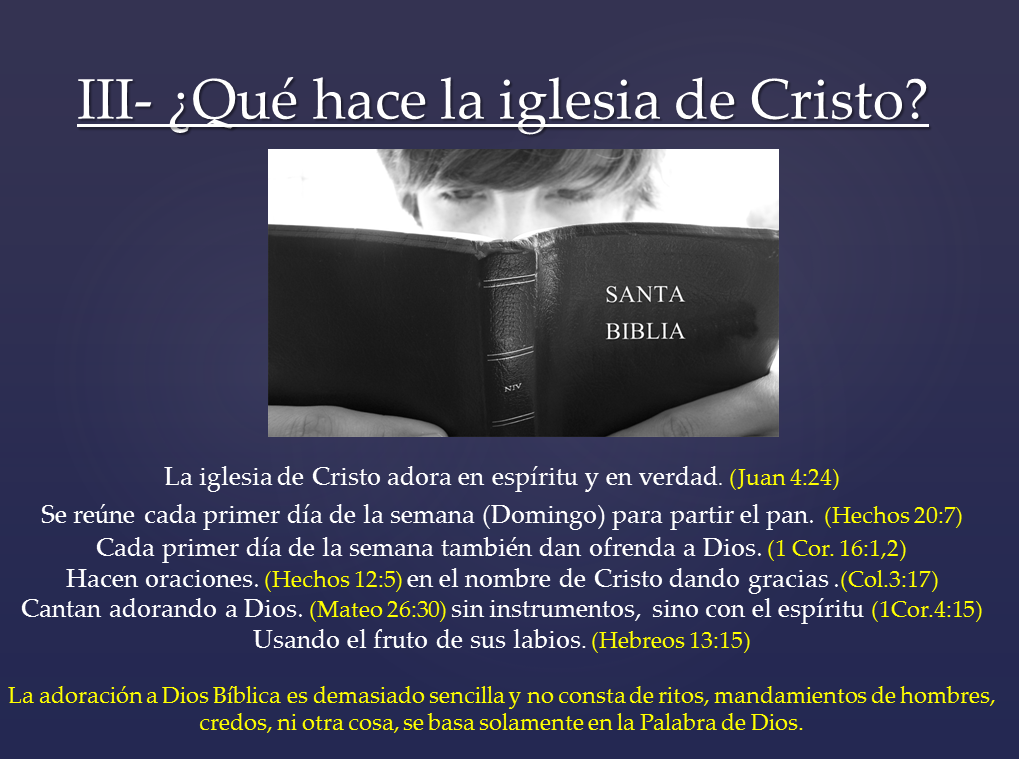 III- ¿Qué hace la iglesia de Cristo?
SANTA
BIBLIA
NIV
La iglesia de Cristo adora en espíritu y en verdad. (Juan 4:24)
Se reúne cada primer día de la semana (Domingo) para partir el pan. (Hechos 20:7)
Cada primer día de la semana también dan ofrenda a Dios. (1 Cor. 16:1,2)
Hacen oraciones. (Hechos 12:5) en el nombre de Cristo dando gracias .(Col.3:17)
Cantan adorando a Dios. (Mateo 26:30) sin instrumentos, sino con el espíritu (1Cor.4:15)
Usando el fruto de sus labios. (Hebreos 13:15)
La adoración a Dios Bíblica es demasiado sencilla y no consta de ritos, mandamientos de hombres,
credos, ni otra cosa, se basa solamente en la Palabra de Dios.